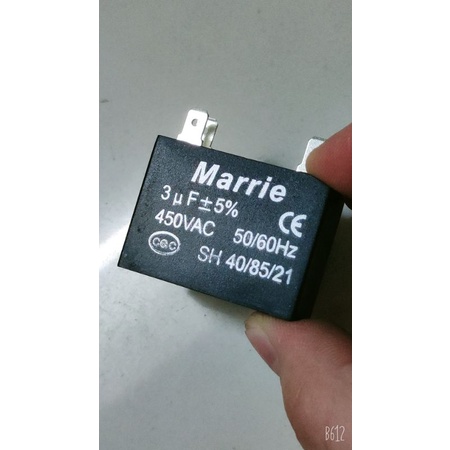 Marrie
3µF±5%
CE
450VAC 50/60Hz
CQC
SH 40/85/21
B612